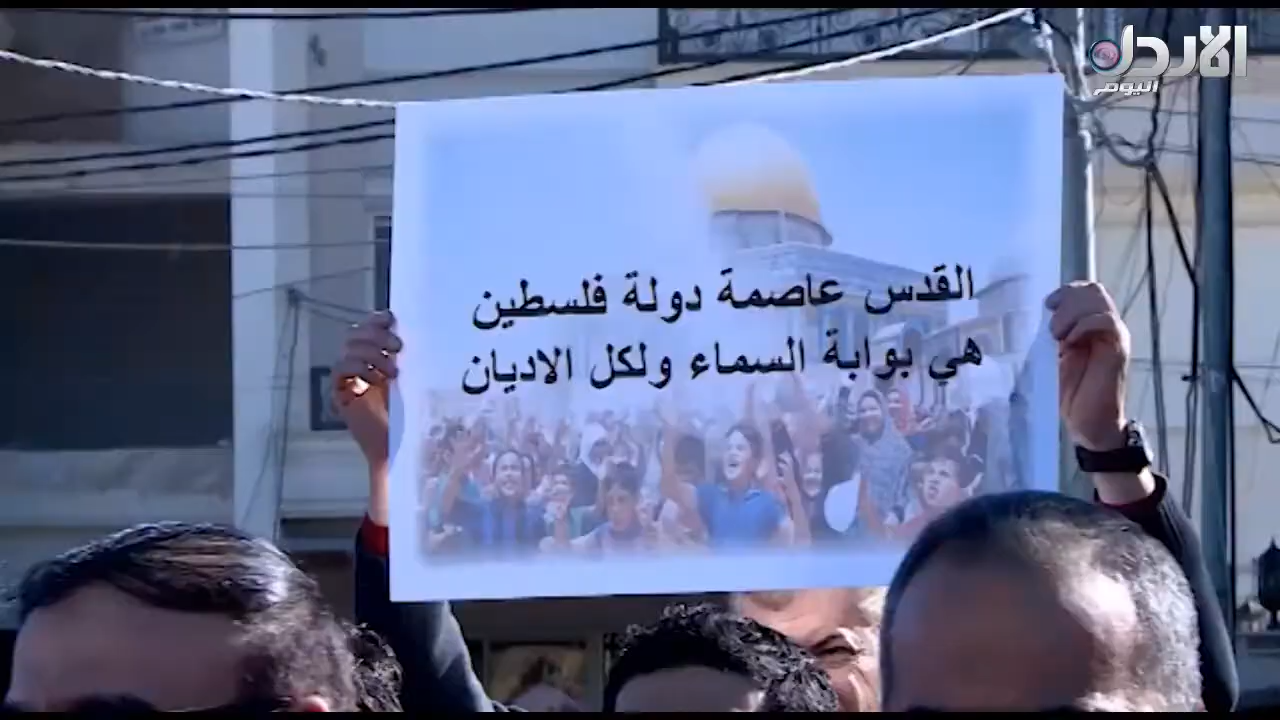 الاردن
اليوم
القدس عاصمة دولة فلسطين
هي بوابة السماء ولكل الاديان